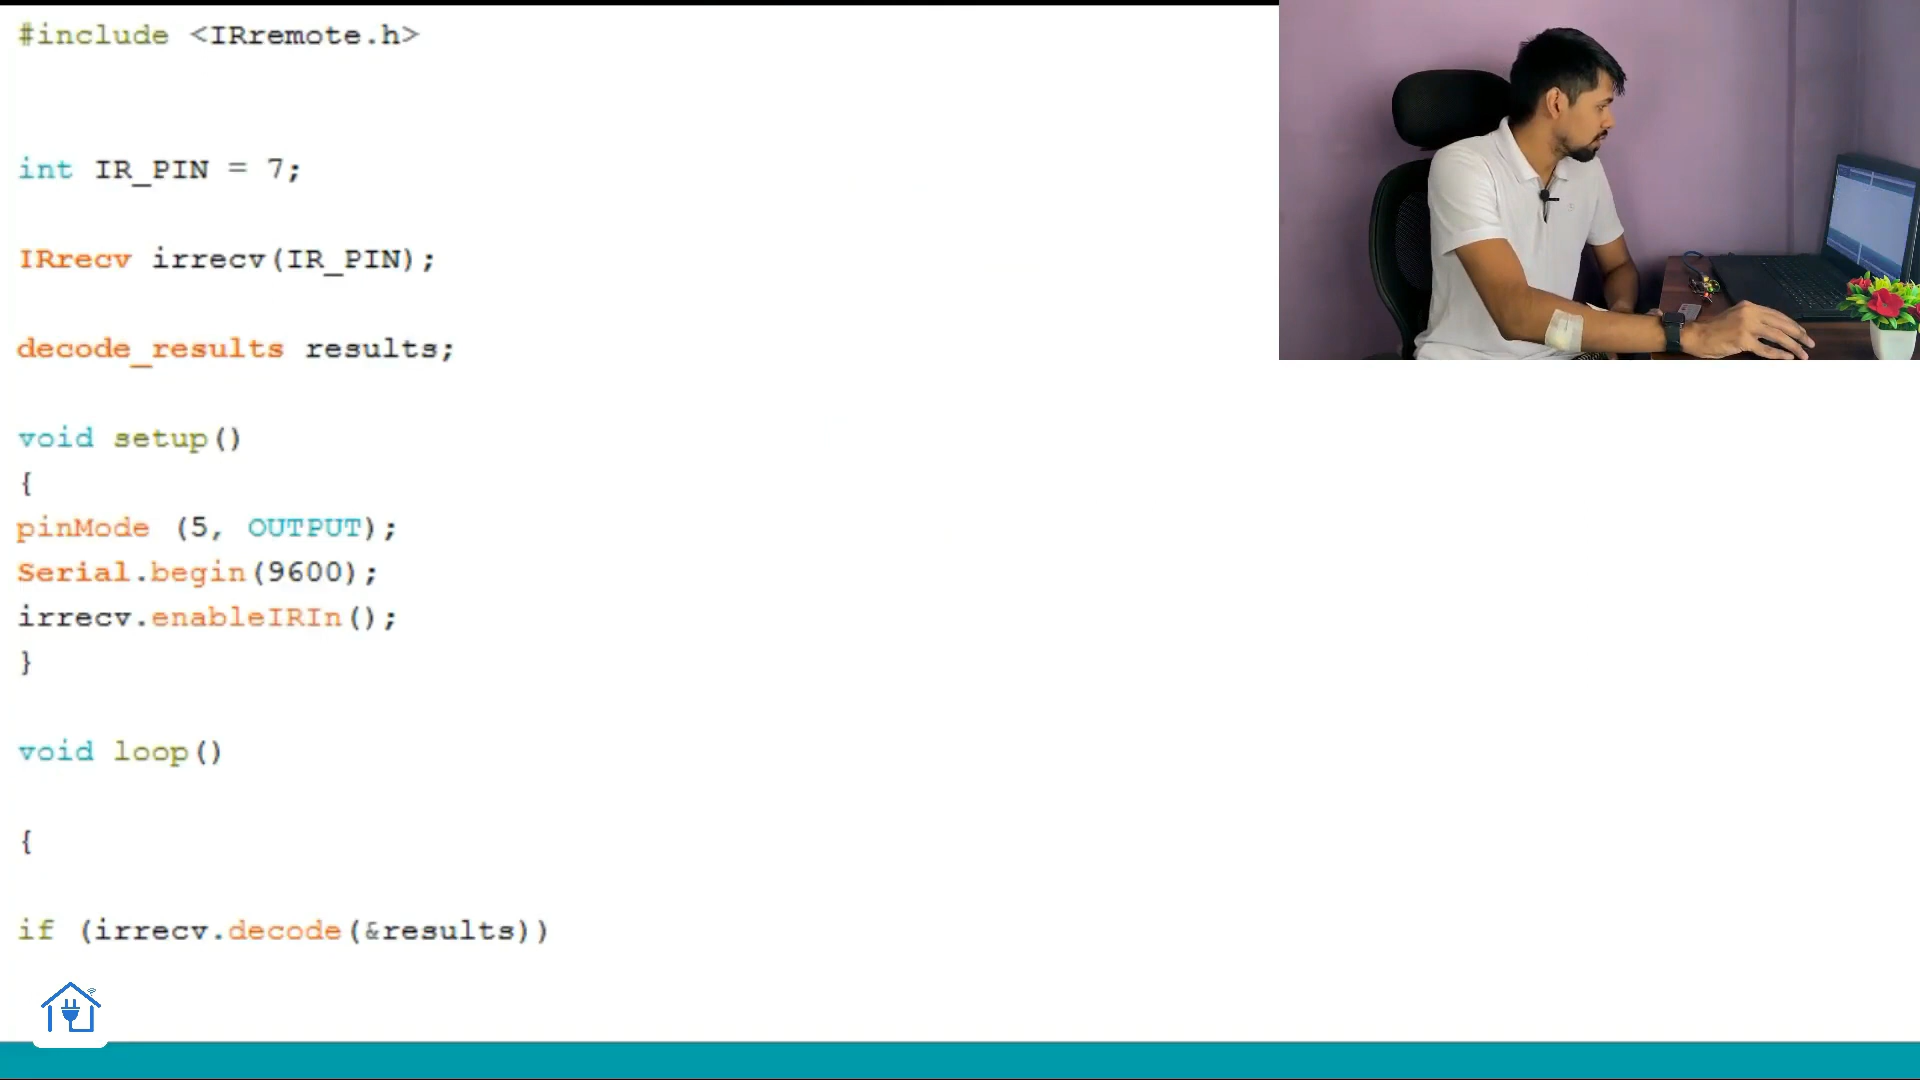 #include <IRremote.h>
int IR_PIN = 7;
IRrecv irrecv(IR_PIN);
decode_results results;
void setup()
{
pinMode (5, OUTPUT);
Serial.begin(9600);
irrecv.enableIRIn();
}
void loop()
{
if (irrecv.decode(&results))